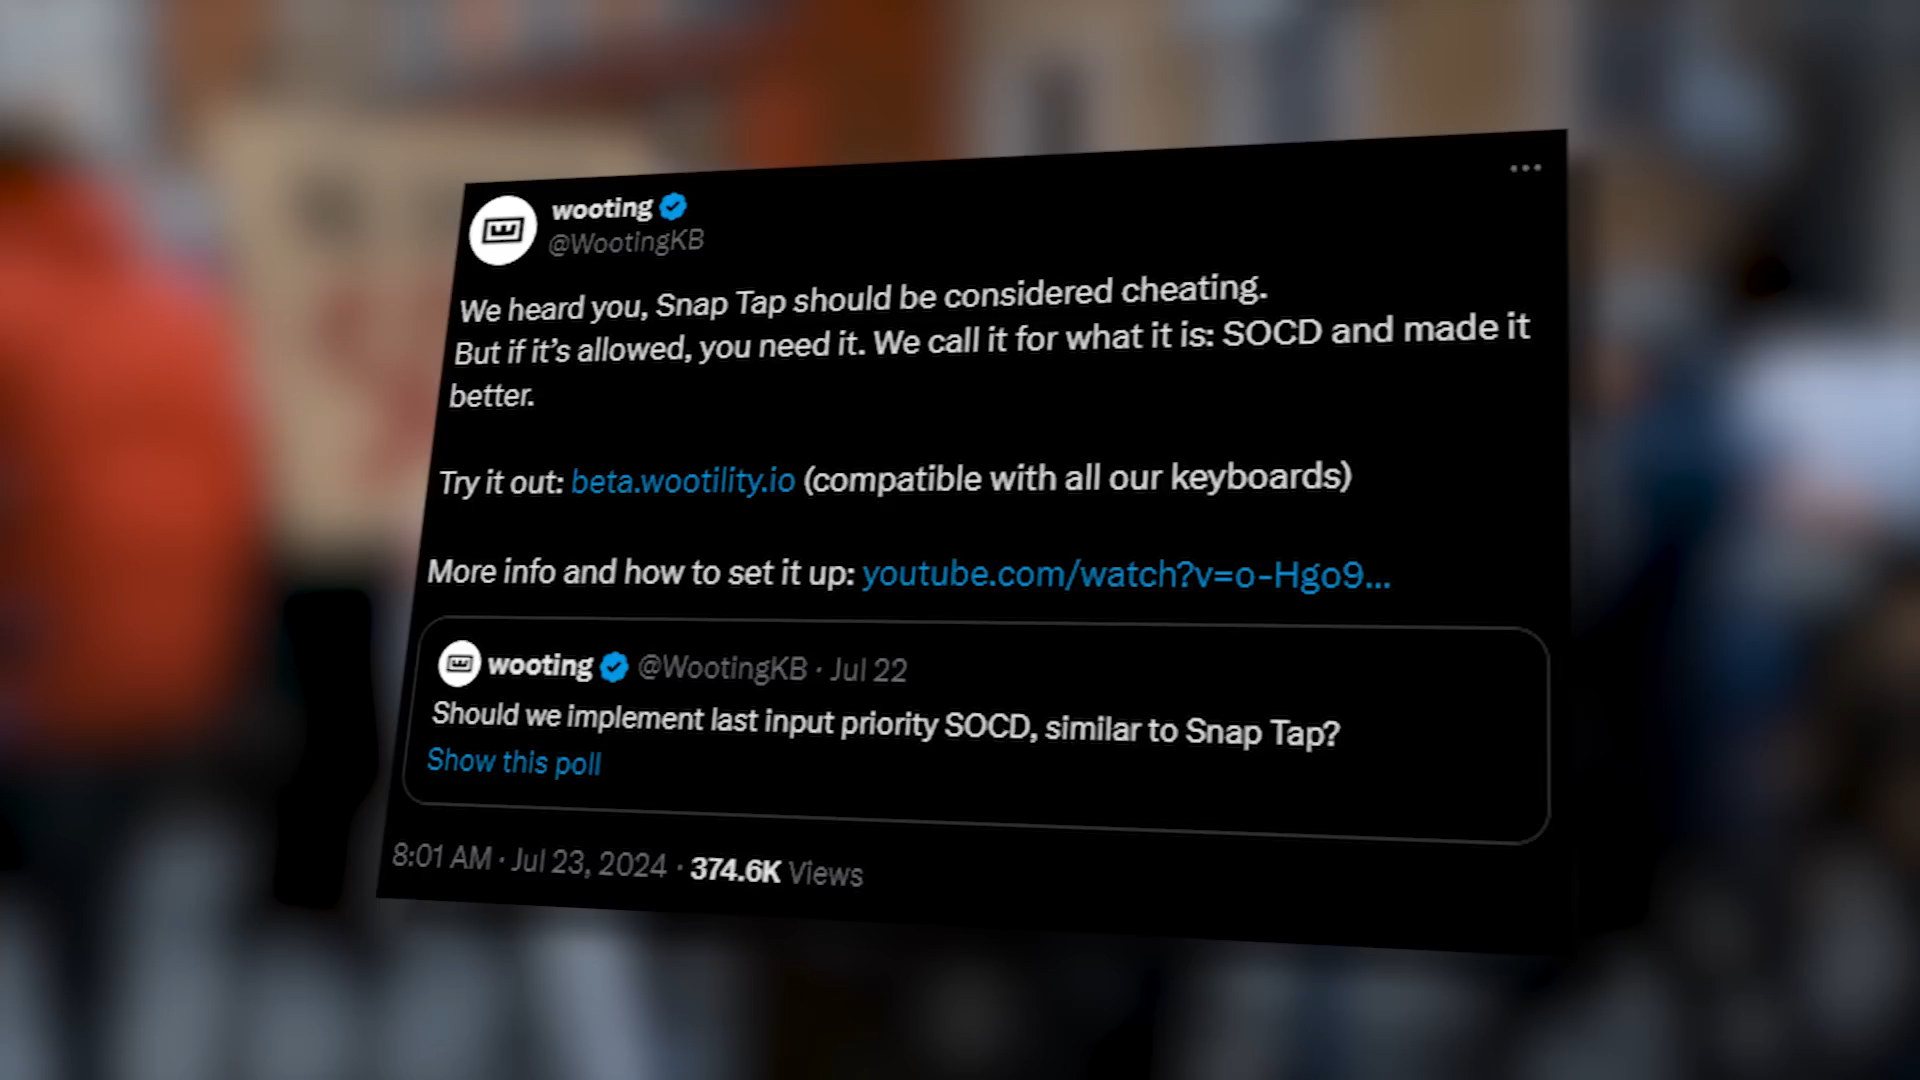 wooting
@WootingKB
We heard you, Snap Tap should be considered cheating.
But if it's allowed, you need it. We call it for what it is: SOCD and made it
better.
Try it out: beta.wootility.io (compatible with all our keyboards)
More info and how to set it up: youtube.com/watch?v=o-Hgo9...
wooting @WootingKB · Jul 22
Should we implement last input priority SOCD, similar to Snap Tap?
Show this poll
8:01 AM · Jul 23, 2024 · 374.6K Views